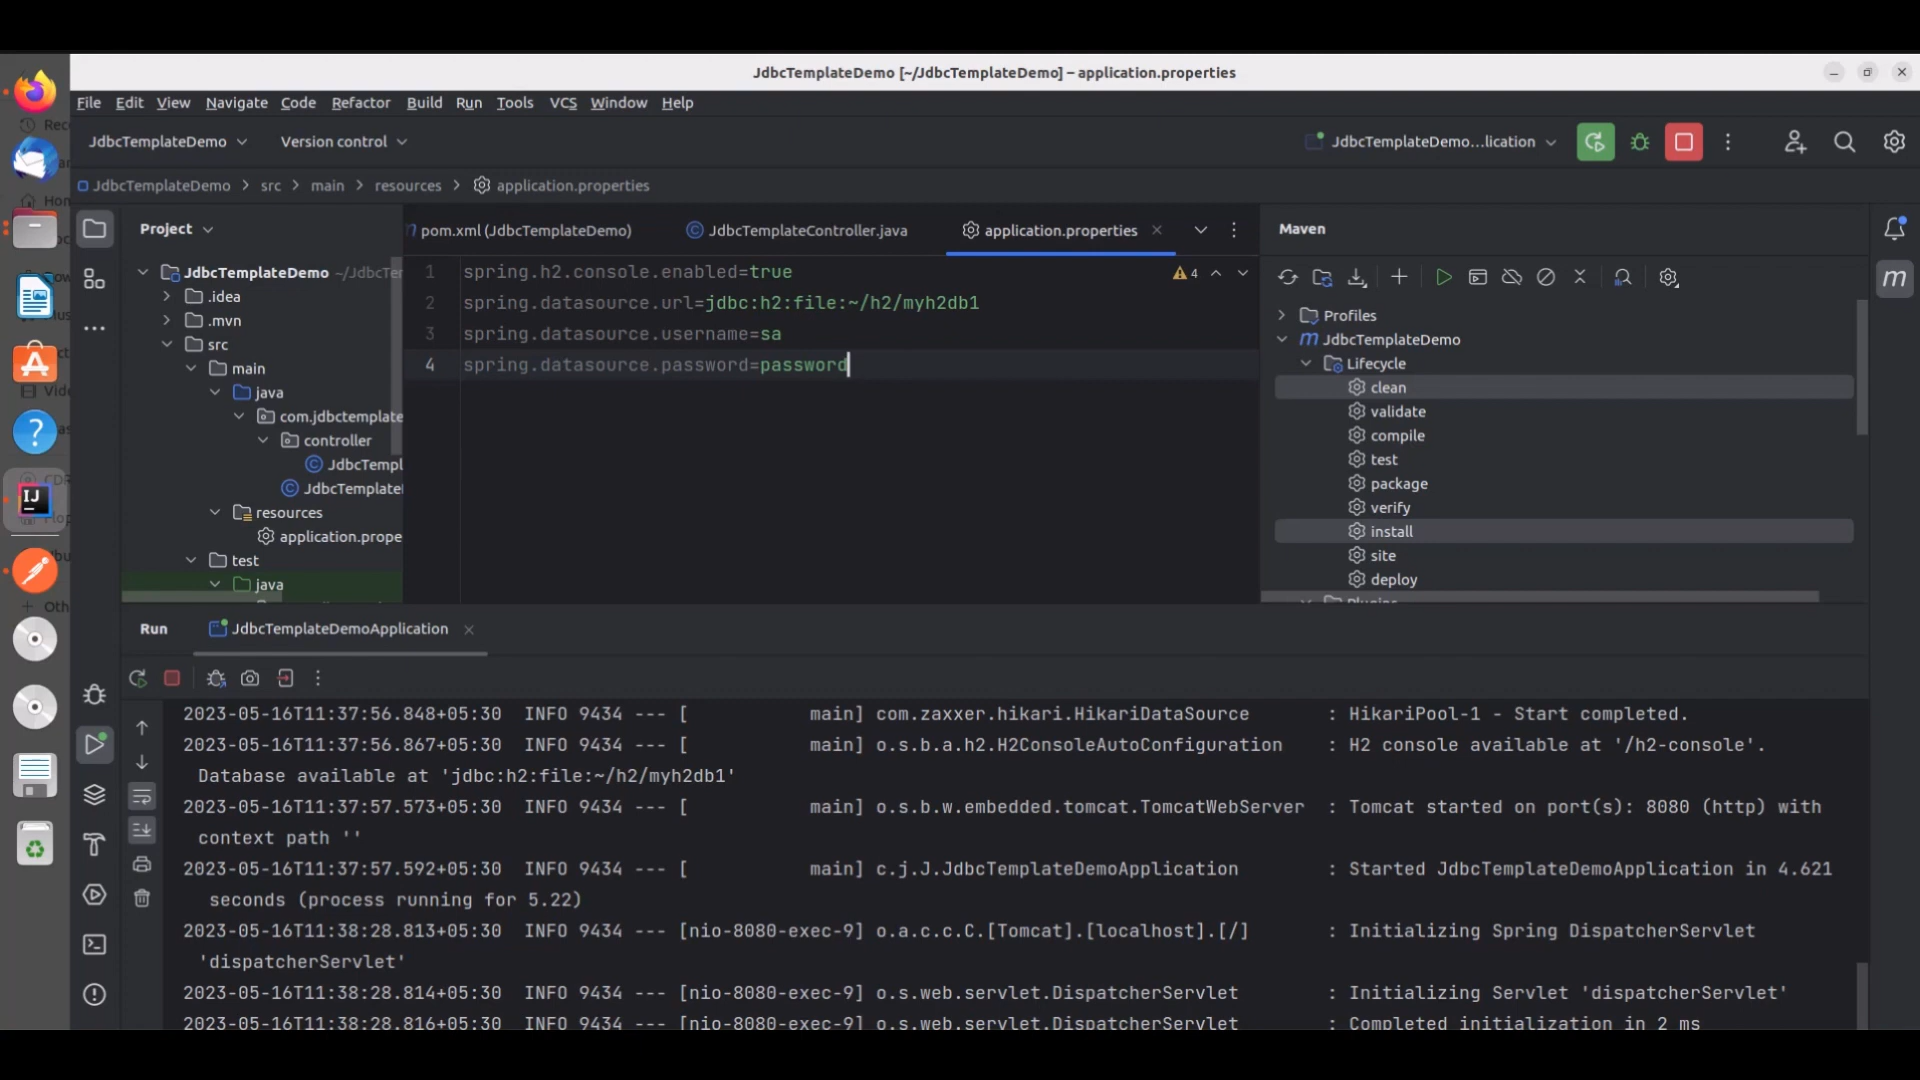 JdbcTemplateDemo [~/JdbcTemplateDemo] – application.properties
File Edit View Navigate Code Refactor Build Run Tools VCS Window Help
JdbcTemplateDemo Version control JdbcTemplateDemo...lication
JdbcTemplateDemo > src > main > resources > application.properties
Project
pom.xml (JdbcTemplateDemo) JdbcTemplateController.java application.properties
Maven
JdbcTemplateDemo ~/JdbcTe
.idea
.mvn
src
main
java
com.jdbctemplate
controller
JdbcTempl
JdbcTemplate
resources
application.prope
test
java
1 spring.h2.console.enabled=true
4
2 spring.datasource.url=jdbc:h2:file:~/h2/myh2db1
3 spring.datasource.username=sa
4 spring.datasource.password=password
Profiles
JdbcTemplateDemo
Lifecycle
clean
validate
compile
test
package
verify
install
site
deploy
Plugins
Run JdbcTemplateDemoApplication
2023-05-16T11:37:56.848+05:30 INFO 9434 --- [ main] com.zaxxer.hikari.HikariDataSource : HikariPool-1 - Start completed.
2023-05-16T11:37:56.867+05:30 INFO 9434 --- [ main] o.s.b.a.h2.H2ConsoleAutoConfiguration : H2 console available at '/h2-console'.
Database available at 'jdbc:h2:file:~/h2/myh2db1'
2023-05-16T11:37:57.573+05:30 INFO 9434 --- [ main] o.s.b.w.embedded.tomcat.TomcatWebServer : Tomcat started on port(s): 8080 (http) with
context path ''
2023-05-16T11:37:57.592+05:30 INFO 9434 --- [ main] c.j.J.JdbcTemplateDemoApplication : Started JdbcTemplateDemoApplication in 4.621
seconds (process running for 5.22)
2023-05-16T11:38:28.813+05:30 INFO 9434 --- [nio-8080-exec-9] o.a.c.c.C.[Tomcat].[localhost].[/] : Initializing Spring DispatcherServlet
'dispatcherServlet'
2023-05-16T11:38:28.814+05:30 INFO 9434 --- [nio-8080-exec-9] o.s.web.servlet.DispatcherServlet : Initializing Servlet 'dispatcherServlet'
2023-05-16T11:38:28.816+05:30 INFO 9434 --- [nio-8080-exec-9] o.s.web.servlet.DispatcherServlet : Completed initialization in 2 ms